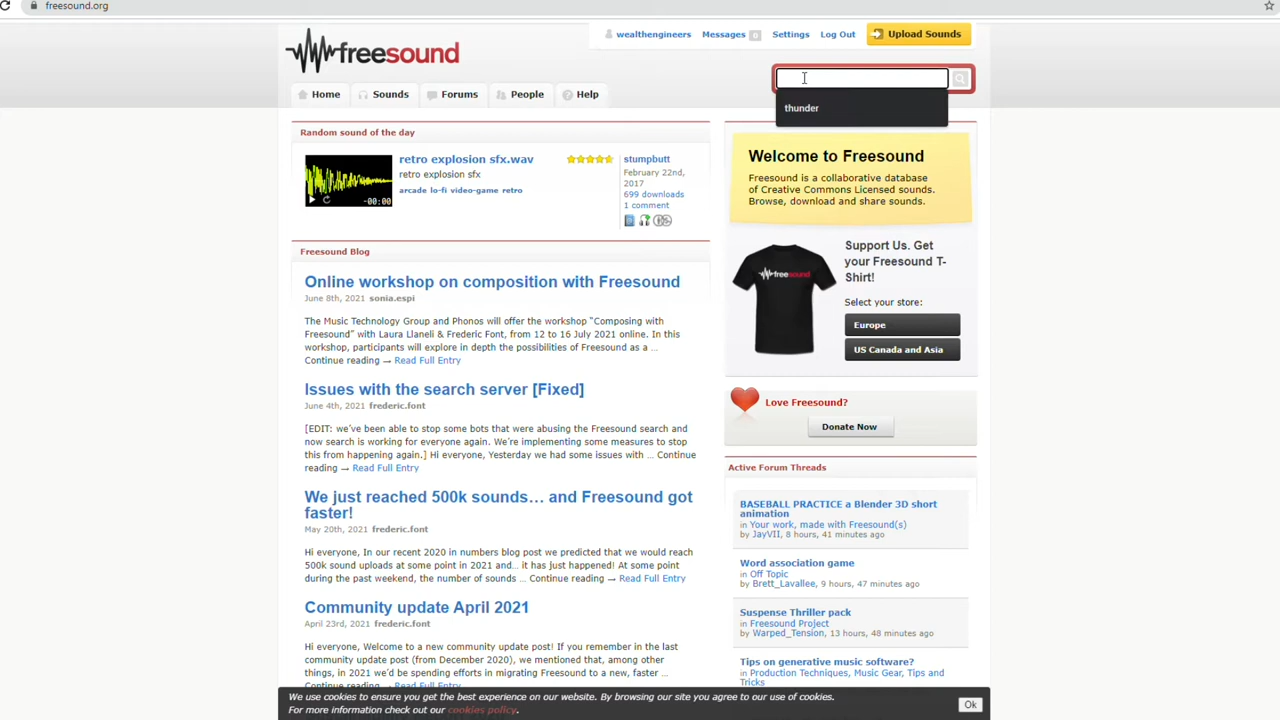 freesound.org
wealthengineers Messages 0 Settings Log Out Upload Sounds
freesound
thunder
Home Sounds Forums People Help
Random sound of the day
retro explosion sfx.wav
retro explosion sfx
arcade lo-fi video-game retro
-00:00
stumpbutt
February 22nd,
2017
699 downloads
1 comment
Welcome to Freesound
Freesound is a collaborative database
of Creative Commons Licensed sounds.
Browse, download and share sounds.
freesound
Support Us. Get
your Freesound T-
Shirt!
Select your store:
Europe
US Canada and Asia
Love Freesound?
Donate Now
Freesound Blog
Online workshop on composition with Freesound
June 8th, 2021 sonia.espi
The Music Technology Group and Phonos will offer the workshop “Composing with
Freesound” with Laura Llaneli & Frederic Font, from 12 to 16 July 2021 online. In this
workshop, participants will explore in depth the possibilities of Freesound as a ...
Continue reading → Read Full Entry
Issues with the search server [Fixed]
June 4th, 2021 frederic.font
[EDIT: we’ve been able to stop some bots that were abusing the Freesound search and
now search is working for everyone again. We’re implementing some measures to stop
this from happening again.] Hi everyone, Yesterday we had some issues with ... Continue
reading → Read Full Entry
We just reached 500k sounds… and Freesound got
faster!
May 20th, 2021 frederic.font
Hi everyone, In our recent 2020 in numbers blog post we predicted that we would reach
500k sound uploads at some point in 2021 and… it has just happened! At some point
during the past weekend, the number of sounds ... Continue reading → Read Full Entry
Community update April 2021
April 23rd, 2021 frederic.font
Hi everyone, Welcome to a new community update post! If you remember in the last
community update post (from December 2020), we mentioned that, among other
things, in 2021 we’d be spending efforts in migrating Freesound to a new, faster ...
Continue reading → Read Full Entry
Active Forum Threads
BASEBALL PRACTICE a Blender 3D short
animation
in Your work, made with Freesound(s)
by JayVII, 8 hours, 41 minutes ago
Word association game
in Off Topic
by Brett_Lavallee, 9 hours, 47 minutes ago
Suspense Thriller pack
in Freesound Project
by Warped_Tension, 13 hours, 48 minutes ago
Tips on generative music software?
in Production Techniques, Music Gear, Tips and
Tricks
We use cookies to ensure you get the best experience on our website. By browsing our site you agree to our use of cookies.
For more information check out our cookies policy.
Ok